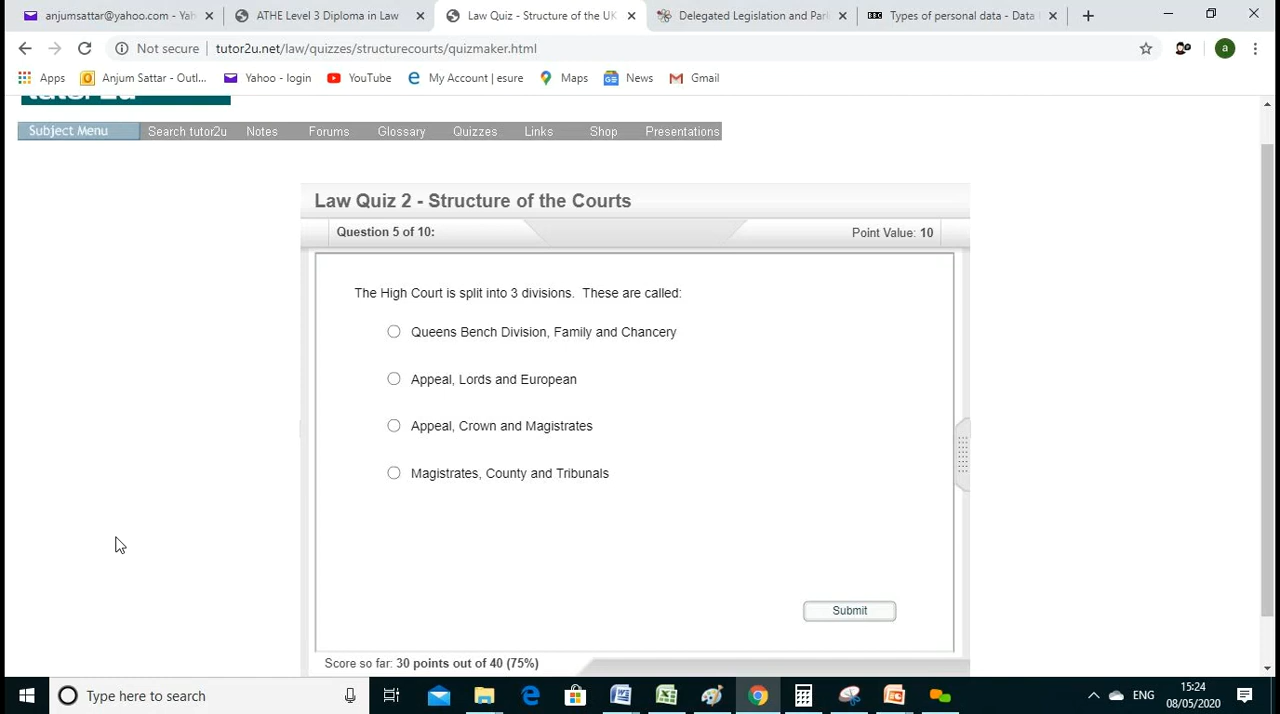 anjumsattar@yahoo.com - Yah
ATHE Level 3 Diploma in Law
Law Quiz - Structure of the UK
Delegated Legislation and Parl
Types of personal data - Data
Not secure
tutor2u.net/law/quizzes/structurecourts/quizmaker.html
a
Apps
Anjum Sattar - Outl...
Yahoo - login
YouTube
My Account | esure
Maps
News
Gmail
tutor2u
Subject Menu
Search tutor2u
Notes
Forums
Glossary
Quizzes
Links
Shop
Presentations
Law Quiz 2 - Structure of the Courts
Question 5 of 10:
Point Value: 10
The High Court is split into 3 divisions. These are called:
Queens Bench Division, Family and Chancery
Appeal, Lords and European
Appeal, Crown and Magistrates
Magistrates, County and Tribunals
Submit
Score so far: 30 points out of 40 (75%)
Type here to search
ENG
15:24
08/05/2020